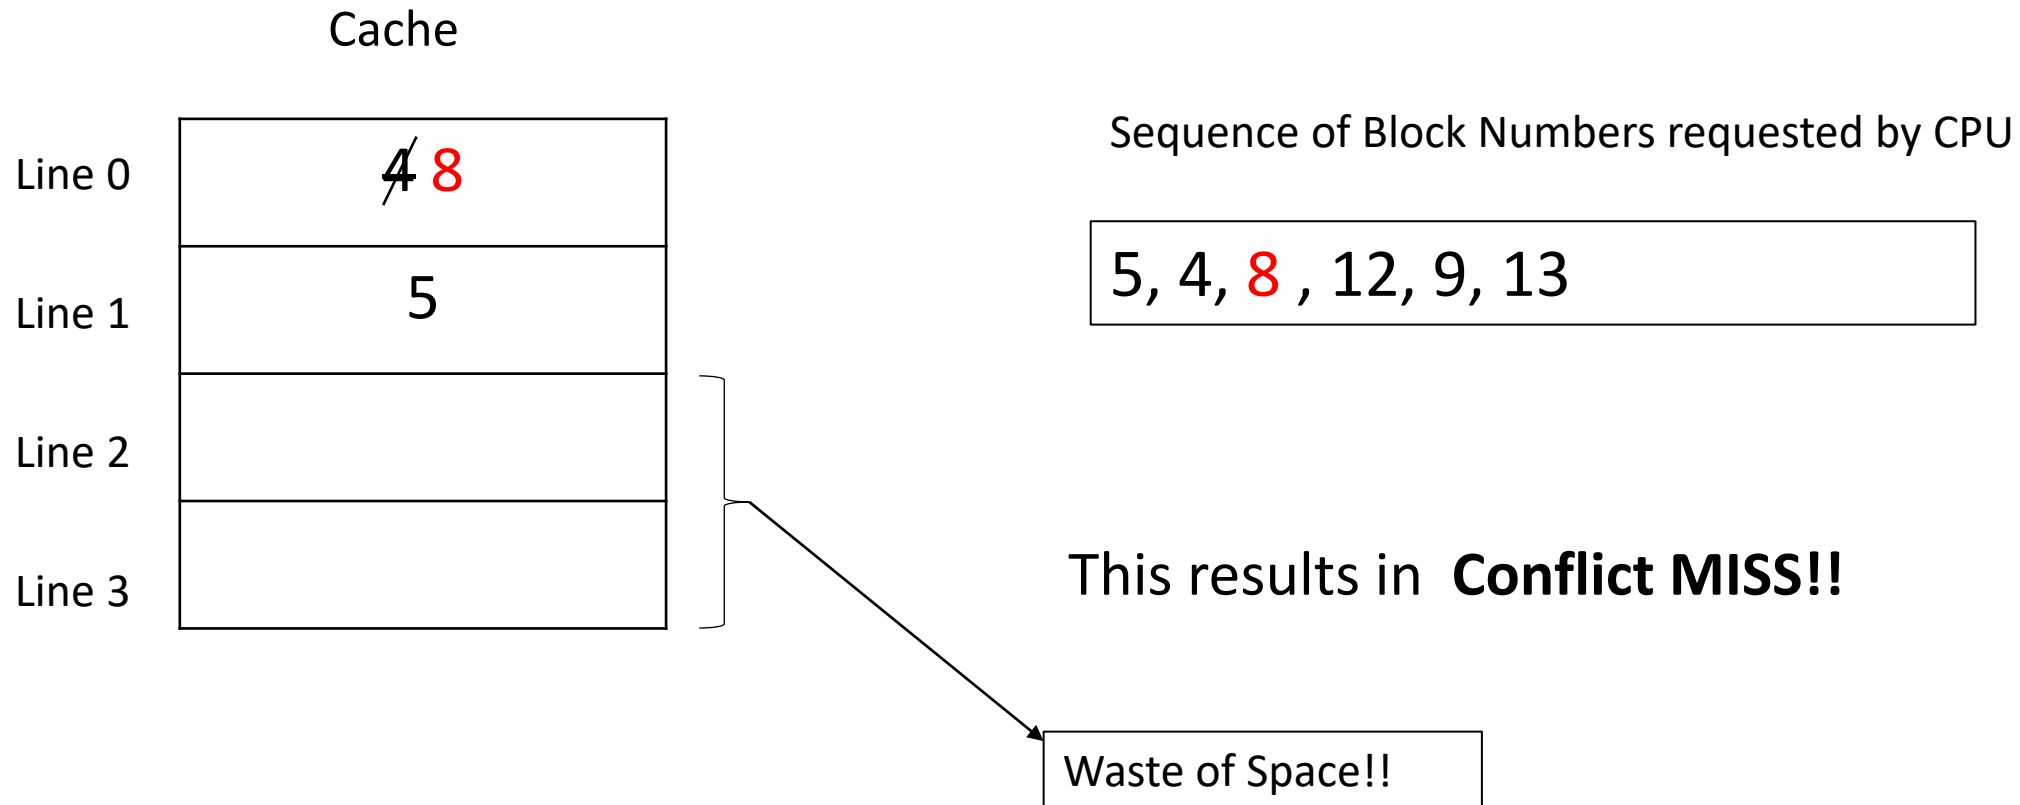 Cache
Sequence of Block Numbers requested by CPU
Line 0
4 8
5, 4, 8 , 12, 9, 13
Line 1
5
Line 2
Line 3
This results in Conflict MISS!!
Waste of Space!!